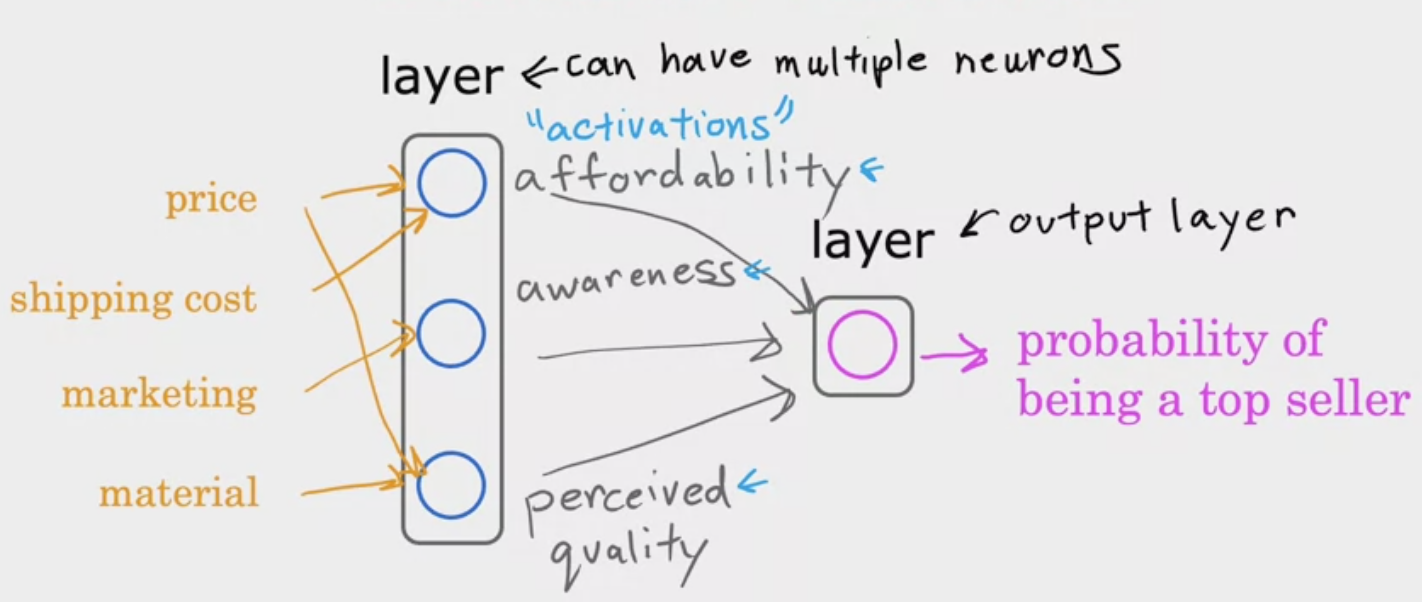 layer ←can have multiple neurons
"activations"
affordability
price
layer ← output layer
awareness
shipping cost
probability of
being a top seller
marketing
material
perceived
quality